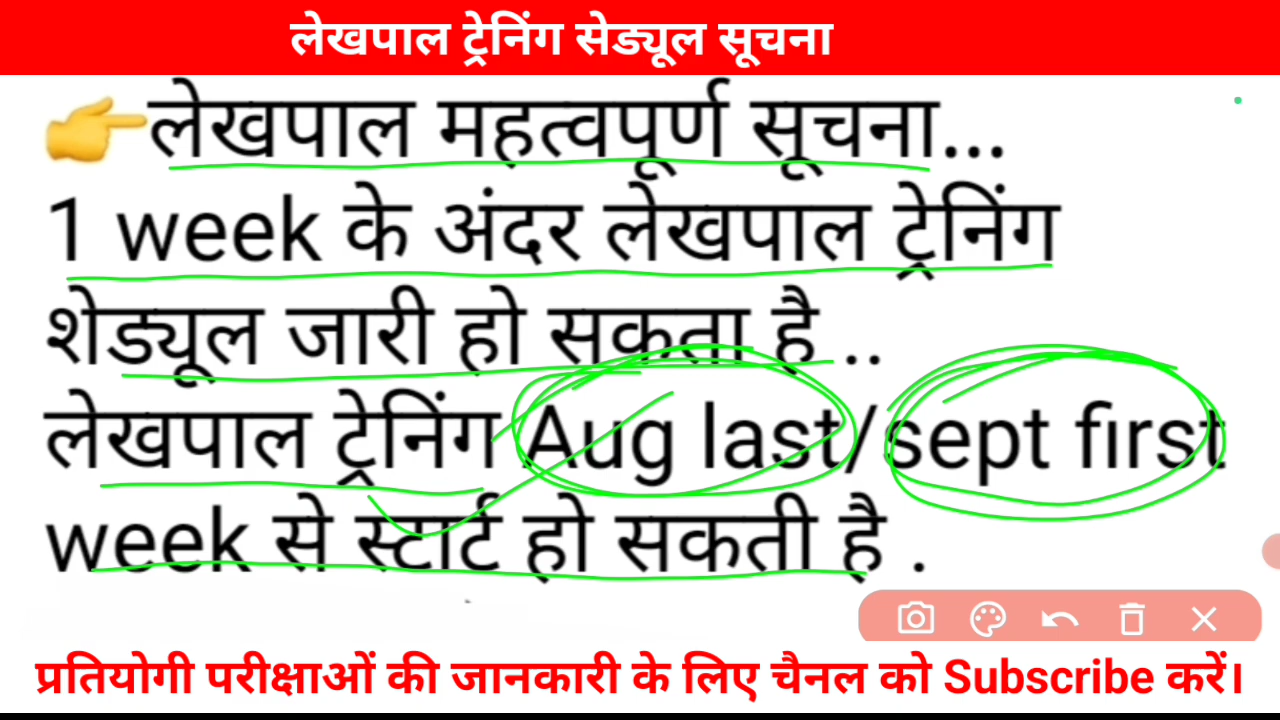 लेखपाल ट्रेनिंग सेड्यूल सूचना
👉लेखपाल महत्वपूर्ण सूचना...
1 week के अंदर लेखपाल ट्रेनिंग
शेड्यूल जारी हो सकता है ..
लेखपाल ट्रेनिंग Aug last/sept first
week से स्टार्ट हो सकती है .
प्रतियोगी परीक्षाओं की जानकारी के लिए चैनल को Subscribe करें।